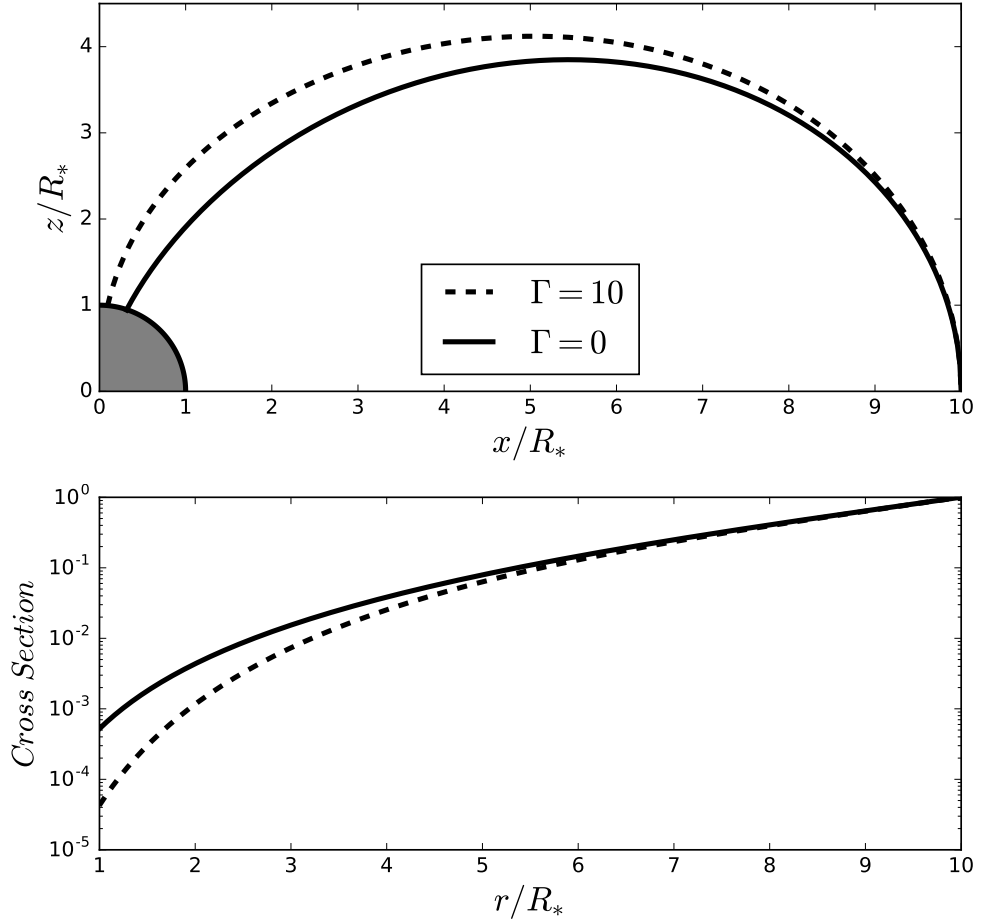 4
3
2
1
0
z/R*
Γ = 10
Γ = 0
0 1 2 3 4 5 6 7 8 9 10
x/R*
10^0
10^-1
10^-2
10^-3
10^-4
10^-5
Cross Section
1 2 3 4 5 6 7 8 9 10
r/R*